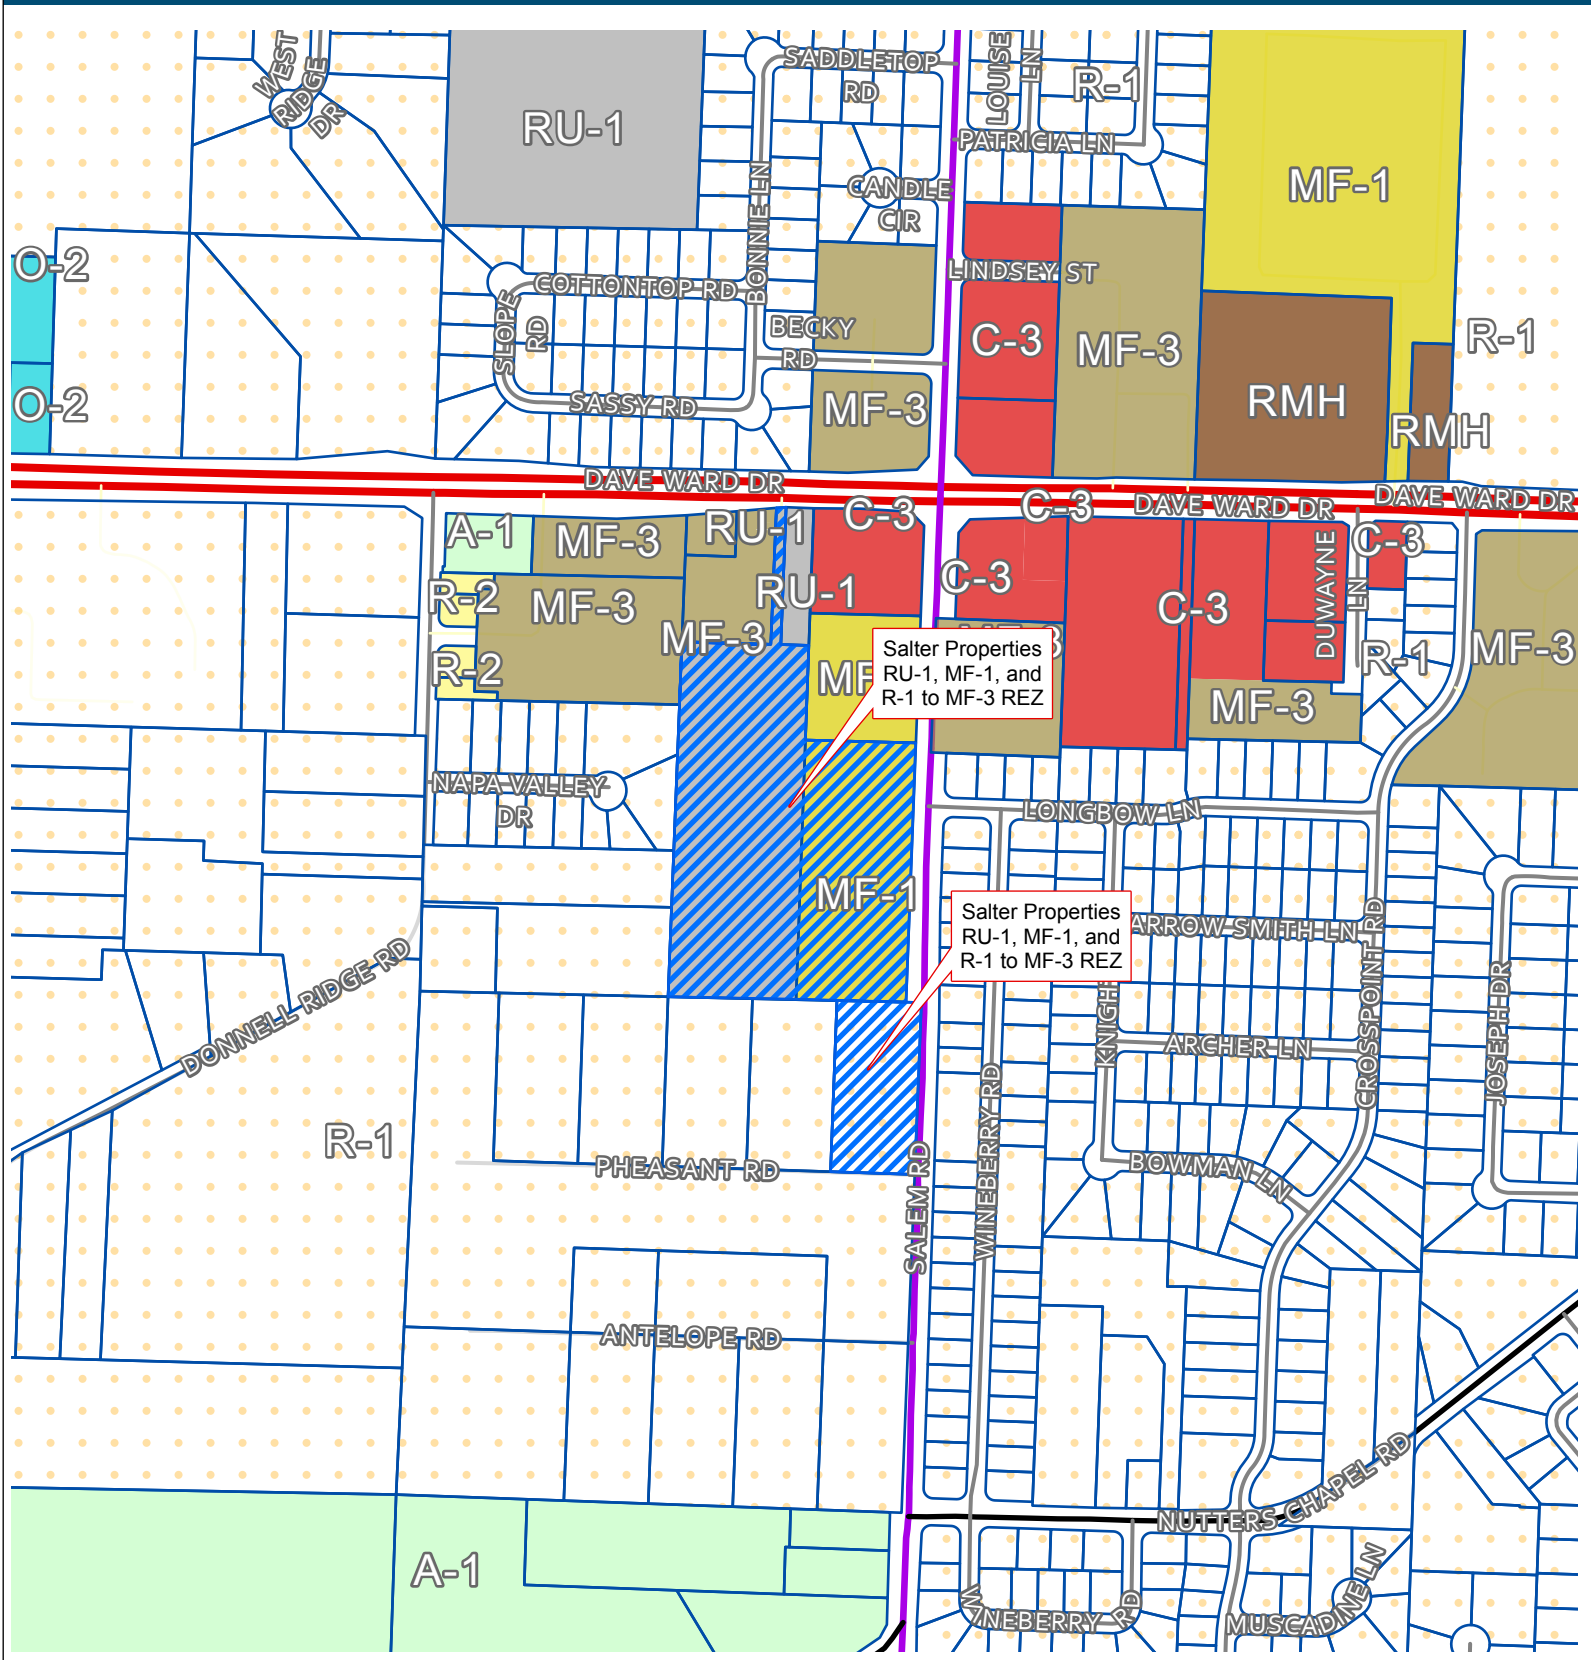 WEST
RIDGE
DR
SADDLETOP
RD
LOUISE
LN
R-1
PATRICIA LN
RU-1
MF-1
BONNIE LN
CANDLE
CIR
O-2
COTTONTOP RD
LINDSEY ST
SLOPE
RD
BECKY
RD
C-3
MF-3
R-1
O-2
SASSY RD
MF-3
RMH
RMH
DAVE WARD DR
DAVE WARD DR
DAVE WARD DR
A-1
MF-3
RU-1
C-3
C-3
C-3
DUWAYNE
LN
R-2
MF-3
RU-1
C-3
C-3
MF-3
R-2
R-1
MF-3
Salter Properties
RU-1, MF-1, and
R-1 to MF-3 REZ
MF-3
NAPA VALLEY
DR
LONGBOW LN
MF-1
Salter Properties
RU-1, MF-1, and
R-1 to MF-3 REZ
ARROW SMITH LN
DONNELL RIDGE RD
CROSSPOINT RD
JOSEPH DR
ARCHER LN
R-1
PHEASANT RD
SALEM RD
WINEBERRY RD
BOWMAN LN
ANTELOPE RD
NUTTERS CHAPEL RD
A-1
WINEBERRY RD
MUSCADINE LN